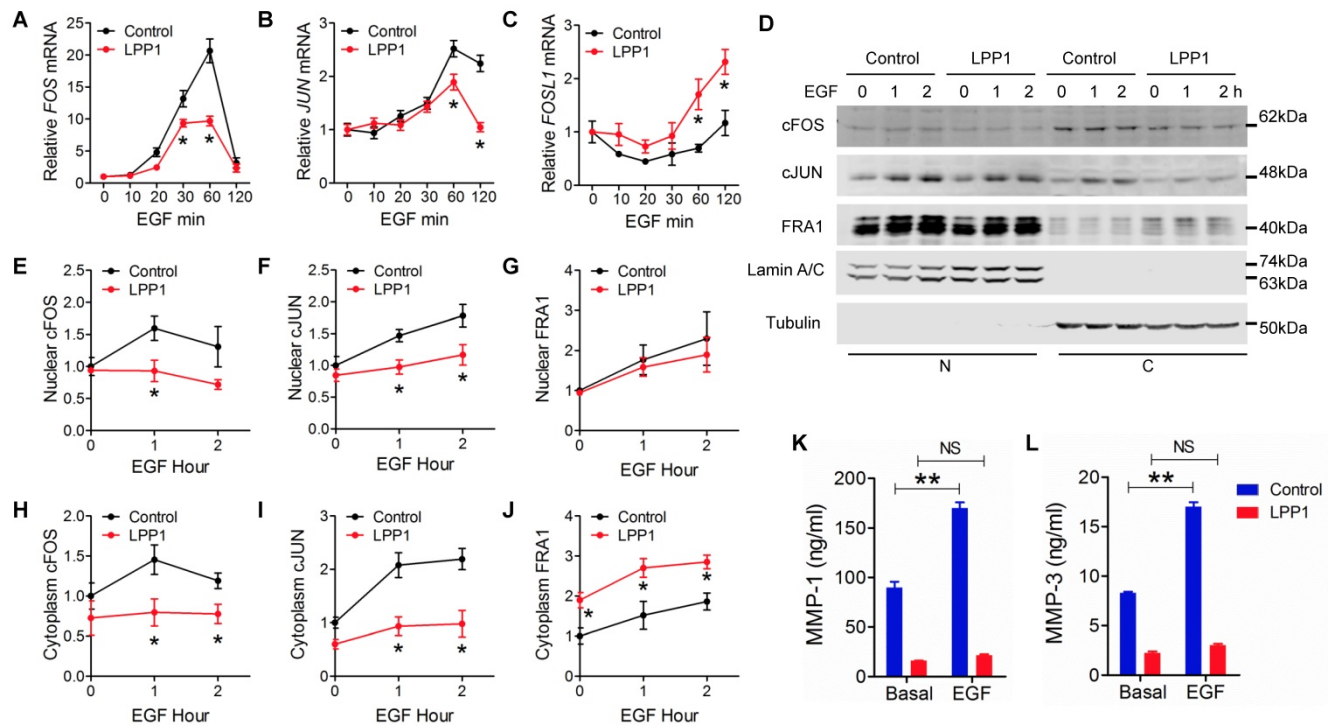 A
Relative FOS mRNA
25
20
15
10
5
0
Control
LPP1
*
*
0 10 20 30 60 120
EGF min
B
Relative JUN mRNA
3
2
1
0
Control
LPP1
*
*
0 10 20 30 60 120
EGF min
C
Relative FOSL1 mRNA
3
2
1
0
Control
LPP1
*
*
0 10 20 30 60 120
EGF min
D
Control LPP1 Control LPP1
EGF 0 1 2 0 1 2 0 1 2 0 1 2 h
cFOS 62kDa
cJUN 48kDa
FRA1 40kDa
Lamin A/C 74kDa
63kDa
Tubulin 50kDa
N C
E
Nuclear cFOS
2.0
1.5
1.0
0.5
0.0
Control
LPP1
*
0 1 2
EGF Hour
F
Nuclear cJUN
2.5
2.0
1.5
1.0
0.5
0.0
Control
LPP1
*
*
0 1 2
EGF Hour
G
Nuclear FRA1
4
3
2
1
0
Control
LPP1
0 1 2
EGF Hour
H
Cytoplasm cFOS
2.0
1.5
1.0
0.5
0.0
Control
LPP1
*
*
0 1 2
EGF Hour
I
Cytoplasm cJUN
3
2
1
0
Control
LPP1
*
*
0 1 2
EGF Hour
J
Cytoplasm FRA1
4
3
2
1
0
Control
LPP1
*
*
*
0 1 2
EGF Hour
K
MMP-1 (ng/ml)
200
150
100
50
0
NS
**
Basal EGF
L
MMP-3 (ng/ml)
20
15
10
5
0
NS
**
Basal EGF
Control
LPP1